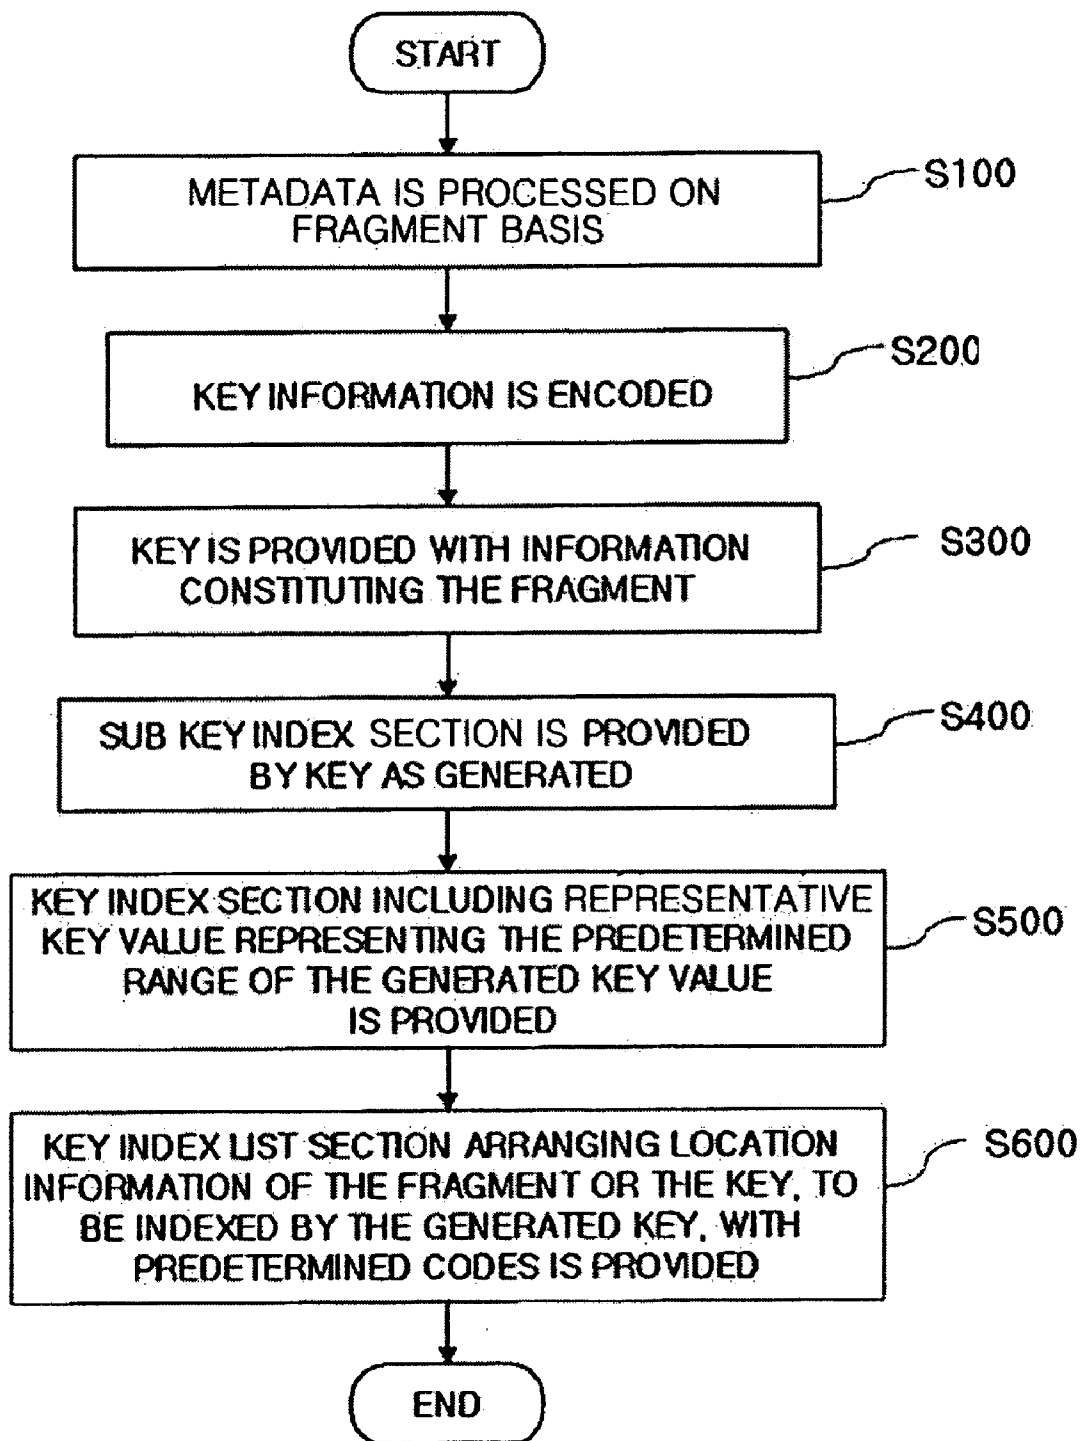 START
METADATA IS PROCESSED ON
FRAGMENT BASIS
S100
KEY INFORMATION IS ENCODED
S200
KEY IS PROVIDED WITH INFORMATION
CONSTITUTING THE FRAGMENT
S300
SUB KEY INDEX SECTION IS PROVIDED
BY KEY AS GENERATED
S400
KEY INDEX SECTION INCLUDING REPRESENTATIVE
KEY VALUE REPRESENTING THE PREDETERMINED
RANGE OF THE GENERATED KEY VALUE
IS PROVIDED
S500
KEY INDEX LIST SECTION ARRANGING LOCATION
INFORMATION OF THE FRAGMENT OR THE KEY, TO
BE INDEXED BY THE GENERATED KEY, WITH
PREDETERMINED CODES IS PROVIDED
S600
END